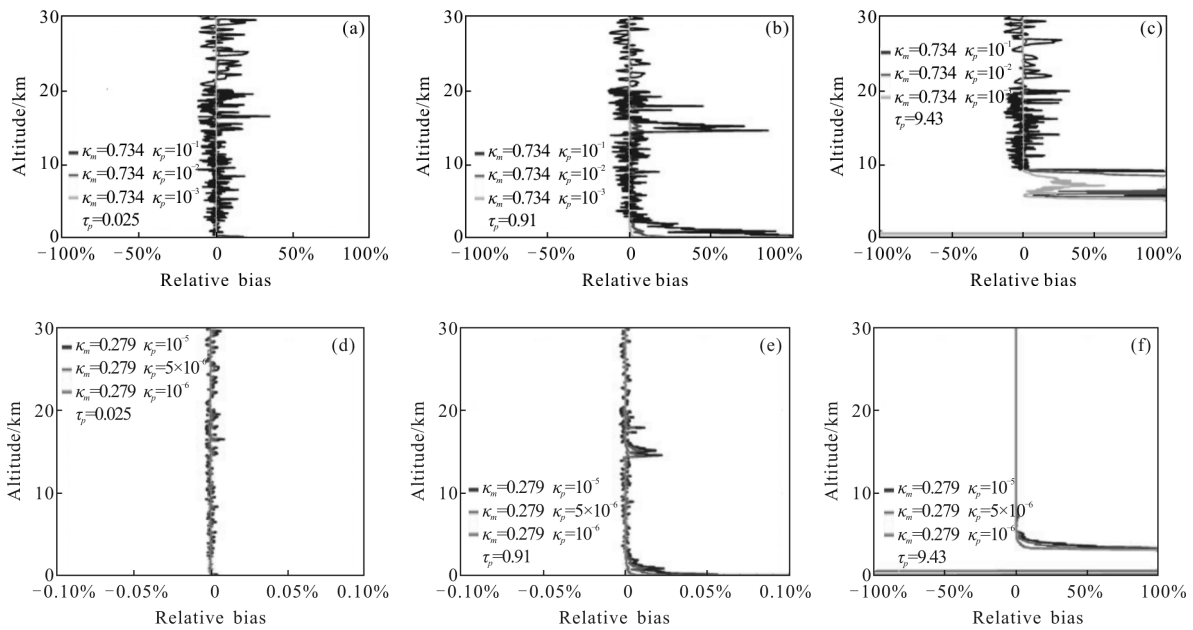 30
20
10
0
Altitude/km
(a)
κm=0.734 κp=10⁻¹
κm=0.734 κp=10⁻²
κm=0.734 κp=10⁻³
τp=0.025
−100% −50% 0 50% 100%
Relative bias
30
20
10
0
Altitude/km
(b)
κm=0.734 κp=10⁻¹
κm=0.734 κp=10⁻²
κm=0.734 κp=10⁻³
τp=0.91
−100% −50% 0 50% 100%
Relative bias
30
20
10
0
Altitude/km
(c)
κm=0.734 κp=10⁻¹
κm=0.734 κp=10⁻²
κm=0.734
τp=9.43
−100% −50% 0 50% 100%
Relative bias
30
20
10
0
Altitude/km
(d)
κm=0.279 κp=10⁻⁵
κm=0.279 κp=5×10⁻⁶
κm=0.279 κp=10⁻⁶
τp=0.025
−0.10% −0.05% 0 0.05% 0.10%
Relative bias
30
20
10
0
Altitude/km
(e)
κm=0.279 κp=10⁻⁵
κm=0.279 κp=5×10⁻⁶
κm=0.279 κp=10⁻⁶
τp=0.91
−0.10% −0.05% 0 0.05% 0.10%
Relative bias
30
20
10
0
Altitude/km
(f)
κm=0.279 κp=10⁻⁵
κm=0.279 κp=5×10⁻⁶
κm=0.279 κp=10⁻⁶
τp=9.43
−100% −50% 0 50% 100%
Relative bias